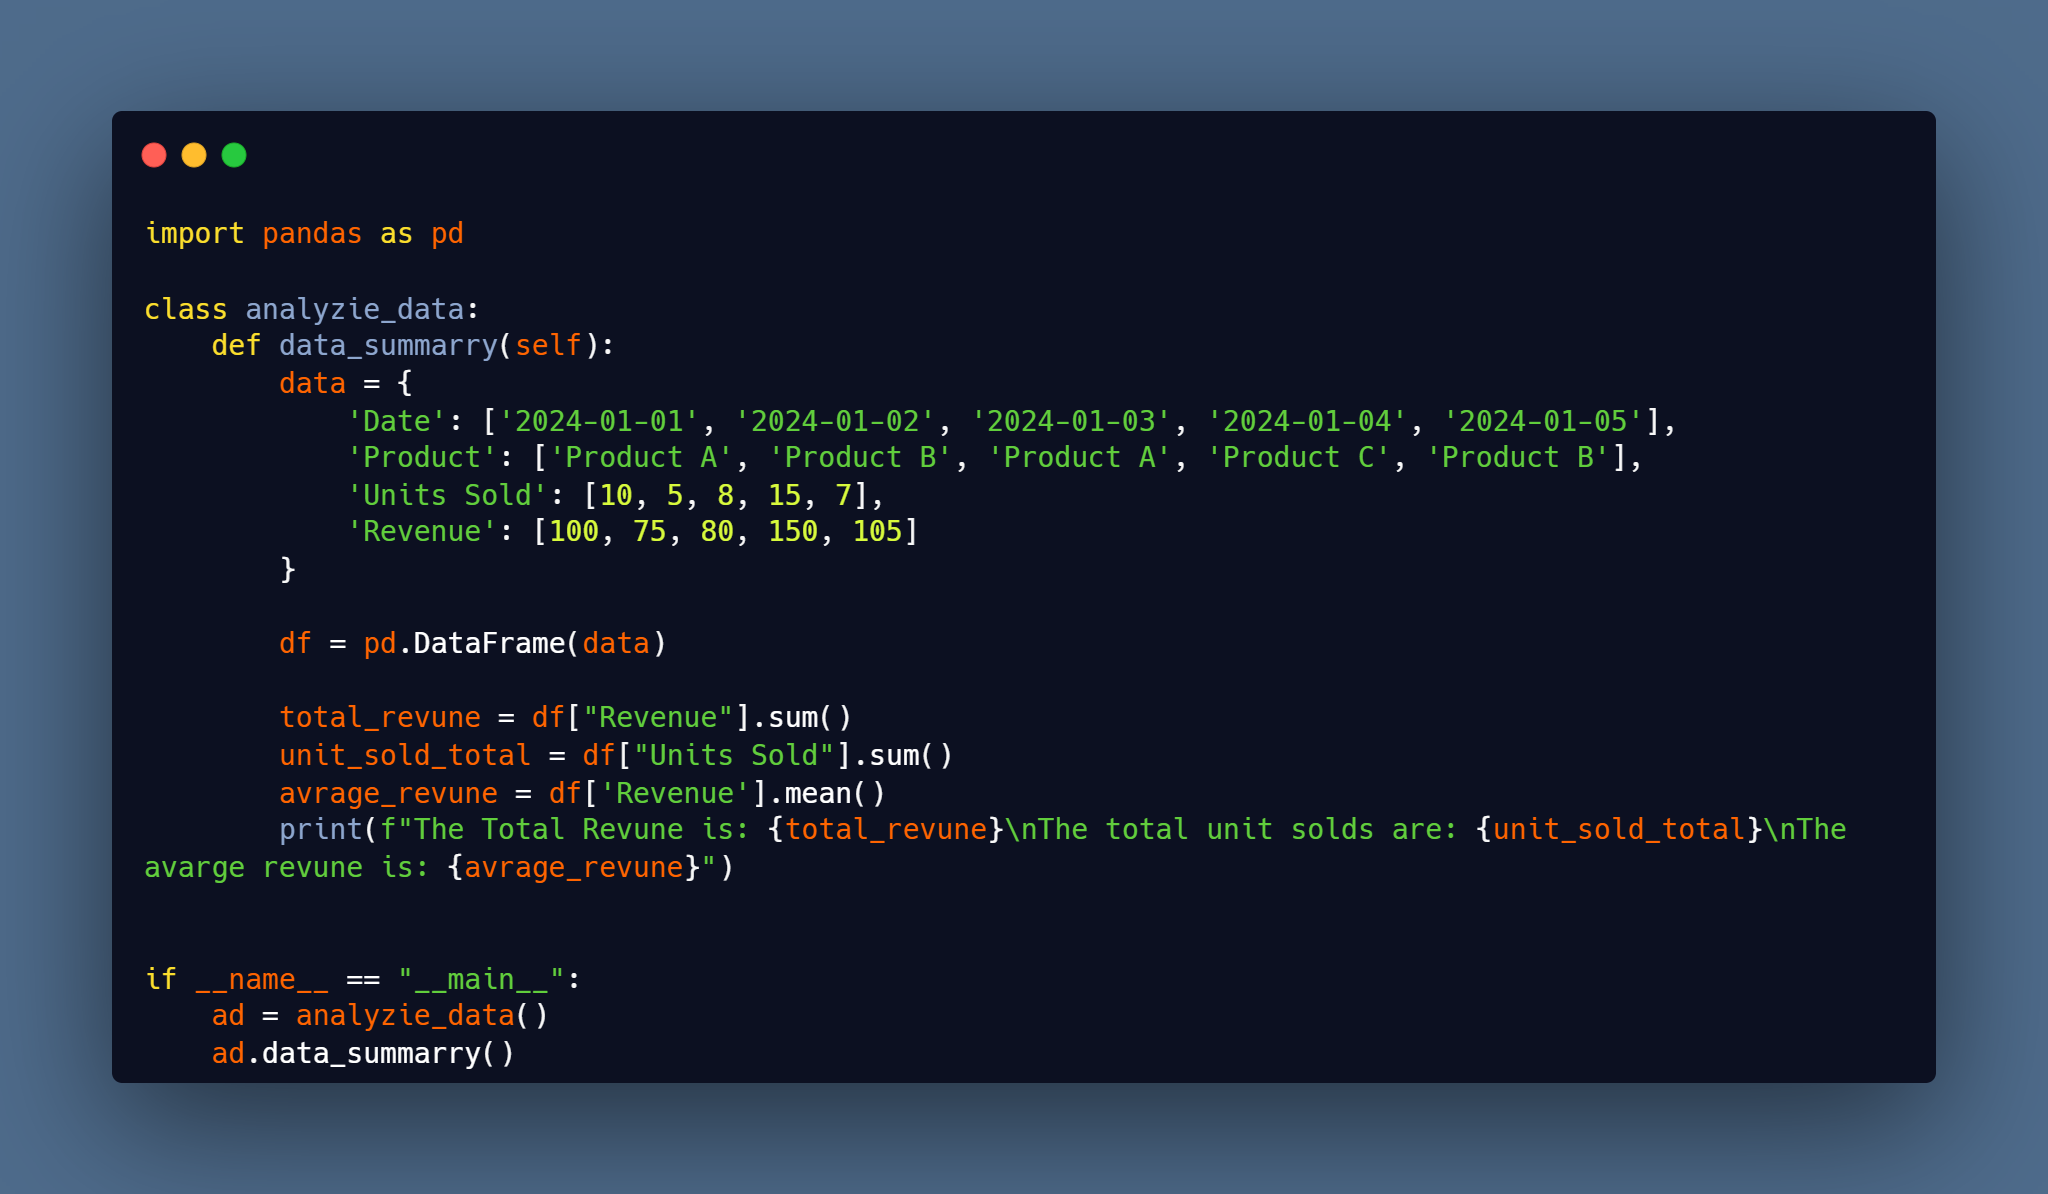 import pandas as pd
class analyzie_data:
    def data_summarry(self):
        data = {
            'Date': ['2024-01-01', '2024-01-02', '2024-01-03', '2024-01-04', '2024-01-05'],
            'Product': ['Product A', 'Product B', 'Product A', 'Product C', 'Product B'],
            'Units Sold': [10, 5, 8, 15, 7],
            'Revenue': [100, 75, 80, 150, 105]
        }
        df = pd.DataFrame(data)
        total_revune = df["Revenue"].sum()
        unit_sold_total = df["Units Sold"].sum()
        avrage_revune = df['Revenue'].mean()
        print(f"The Total Revune is: {total_revune}\nThe total unit solds are: {unit_sold_total}\nThe
avarge revune is: {avrage_revune}")
if __name__ == "__main__":
    ad = analyzie_data()
    ad.data_summarry()